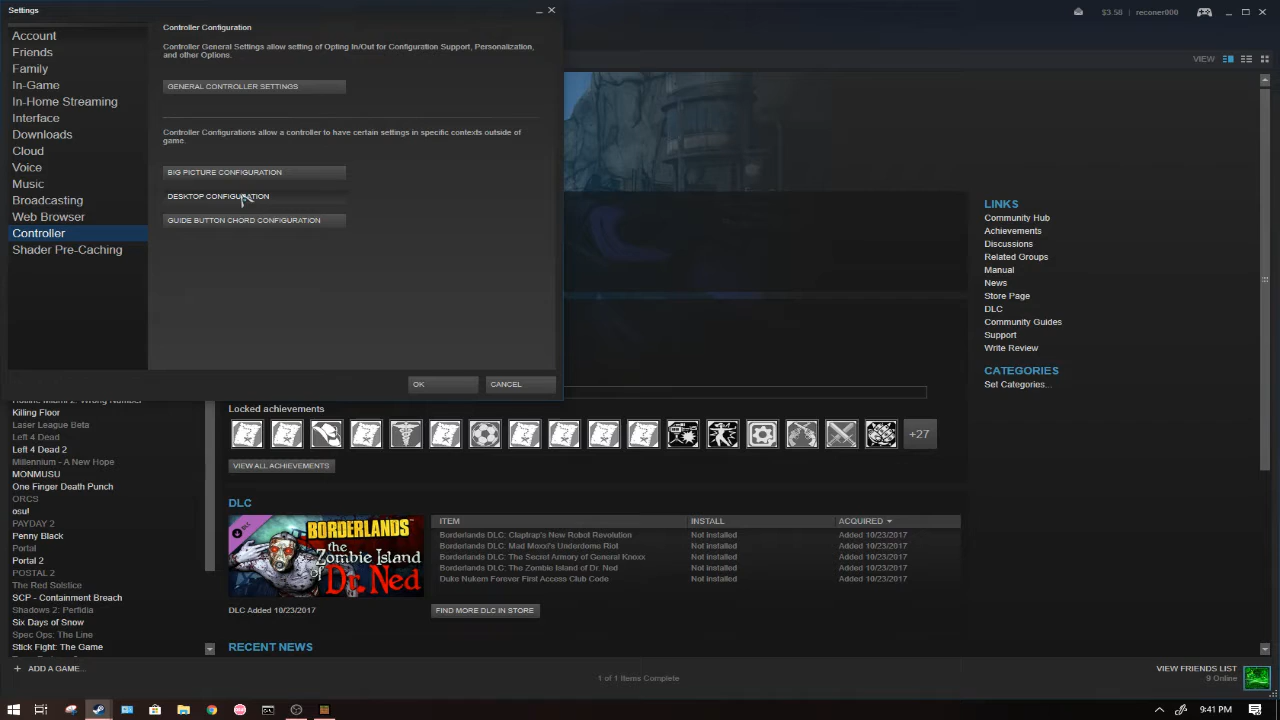 Settings
$3.58
reconer000
Account
Friends
Family
In-Game
In-Home Streaming
Interface
Downloads
Cloud
Voice
Music
Broadcasting
Web Browser
Controller
Shader Pre-Caching
Controller Configuration
Controller General Settings allow setting of Opting In/Out for Configuration Support, Personalization,
and other Options.
GENERAL CONTROLLER SETTINGS
Controller Configurations allow a controller to have certain settings in specific contexts outside of
game.
BIG PICTURE CONFIGURATION
DESKTOP CONFIGURATION
GUIDE BUTTON CHORD CONFIGURATION
OK
CANCEL
VIEW
LINKS
Community Hub
Achievements
Discussions
Related Groups
Manual
News
Store Page
DLC
Community Guides
Support
Write Review
CATEGORIES
Set Categories...
Hotline Miami 2: Wrong Number
Killing Floor
Laser League Beta
Left 4 Dead
Left 4 Dead 2
Millennium - A New Hope
MONMUSU
One Finger Death Punch
ORCS
osu!
PAYDAY 2
Penny Black
Portal
Portal 2
POSTAL 2
The Red Solstice
SCP - Containment Breach
Shadows 2: Perfidia
Six Days of Snow
Spec Ops: The Line
Stick Fight: The Game
+ ADD A GAME...
Locked achievements
+27
VIEW ALL ACHIEVEMENTS
DLC
BORDERLANDS
the
Zombie Island
of Dr. Ned
DLC Added 10/23/2017
ITEM INSTALL ACQUIRED
Borderlands DLC: Claptrap's New Robot Revolution Not installed Added 10/23/2017
Borderlands DLC: Mad Moxxi's Underdome Riot Not installed Added 10/23/2017
Borderlands DLC: The Secret Armory of General Knoxx Not installed Added 10/23/2017
Borderlands DLC: The Zombie Island of Dr. Ned Not installed Added 10/23/2017
Duke Nukem Forever First Access Club Code Not installed Added 10/23/2017
FIND MORE DLC IN STORE
RECENT NEWS
1 of 1 Items Complete
VIEW FRIENDS LIST
9 Online
9:41 PM